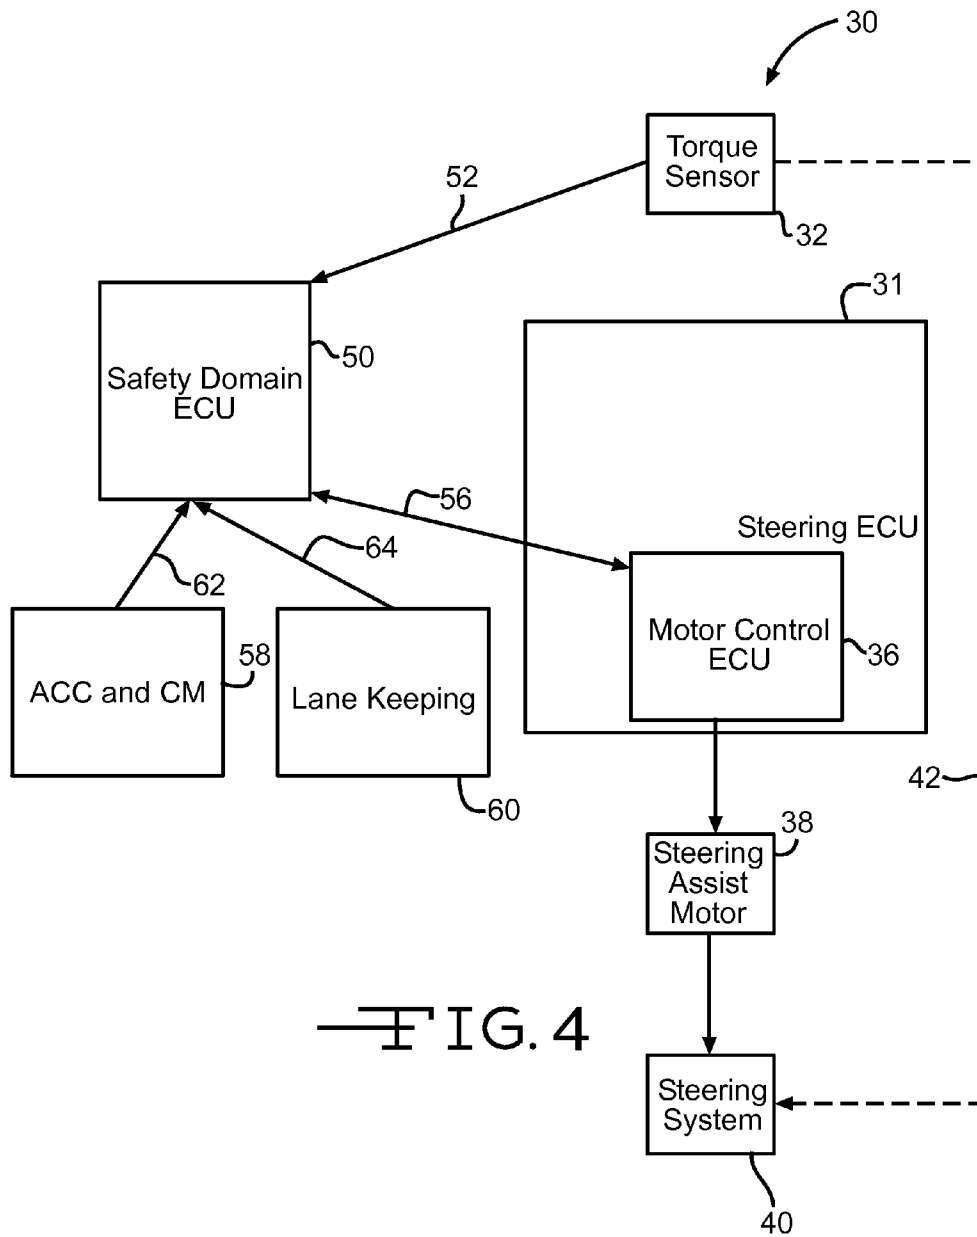 30
Torque
Sensor
32
52
31
50
Safety Domain
ECU
56
Steering ECU
64
62
Motor Control
ECU
36
58
ACC and CM
Lane Keeping
60
42
38
Steering
Assist
Motor
FIG. 4
Steering
System
40